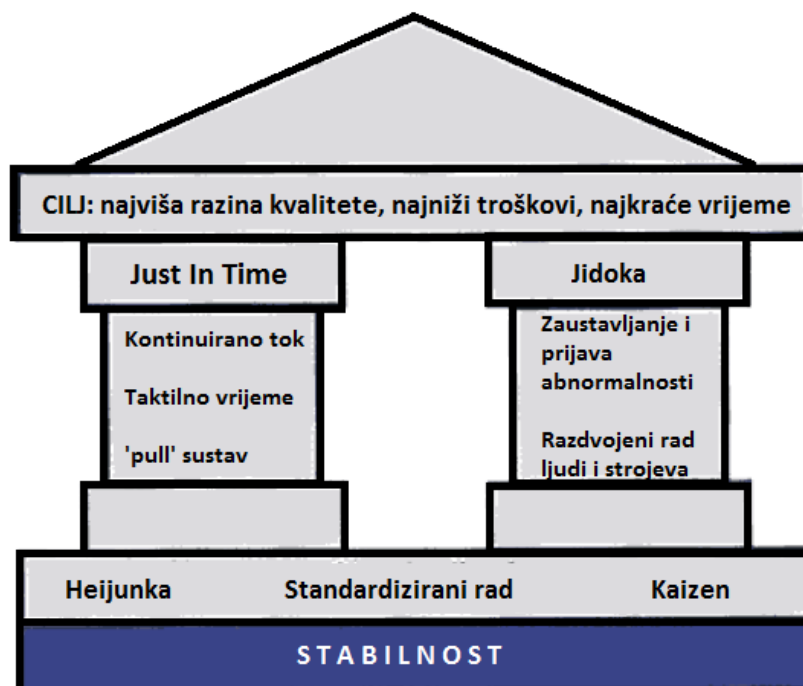 CILJ: najviša razina kvalitete, najniži troškovi, najkraće vrijeme
Just In Time
Kontinuirano tok
Taktilno vrijeme
'pull' sustav
Jidoka
Zaustavljanje i
prijava
abnormalnosti
Razdvojeni rad
ljudi i strojeva
Heijunka Standardizirani rad Kaizen
STABILNOST